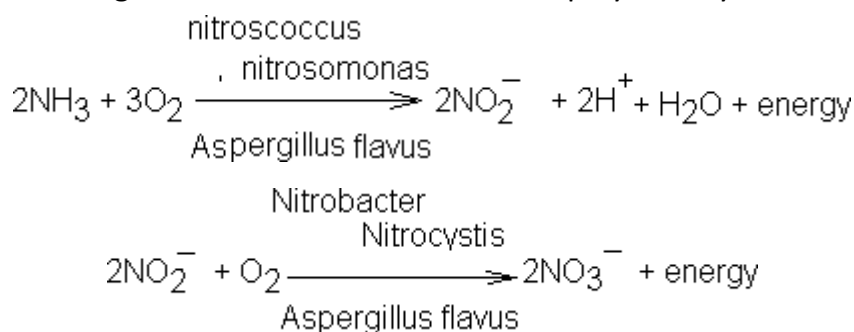 nitroscoccus
, nitrosomonas
2NH₃ + 3O₂ ⟶ 2NO₂⁻ + 2H⁺ + H₂O + energy
Aspergillus flavus
Nitrobacter
Nitrocystis
2NO₂⁻ + O₂ ⟶ 2NO₃⁻ + energy
Aspergillus flavus